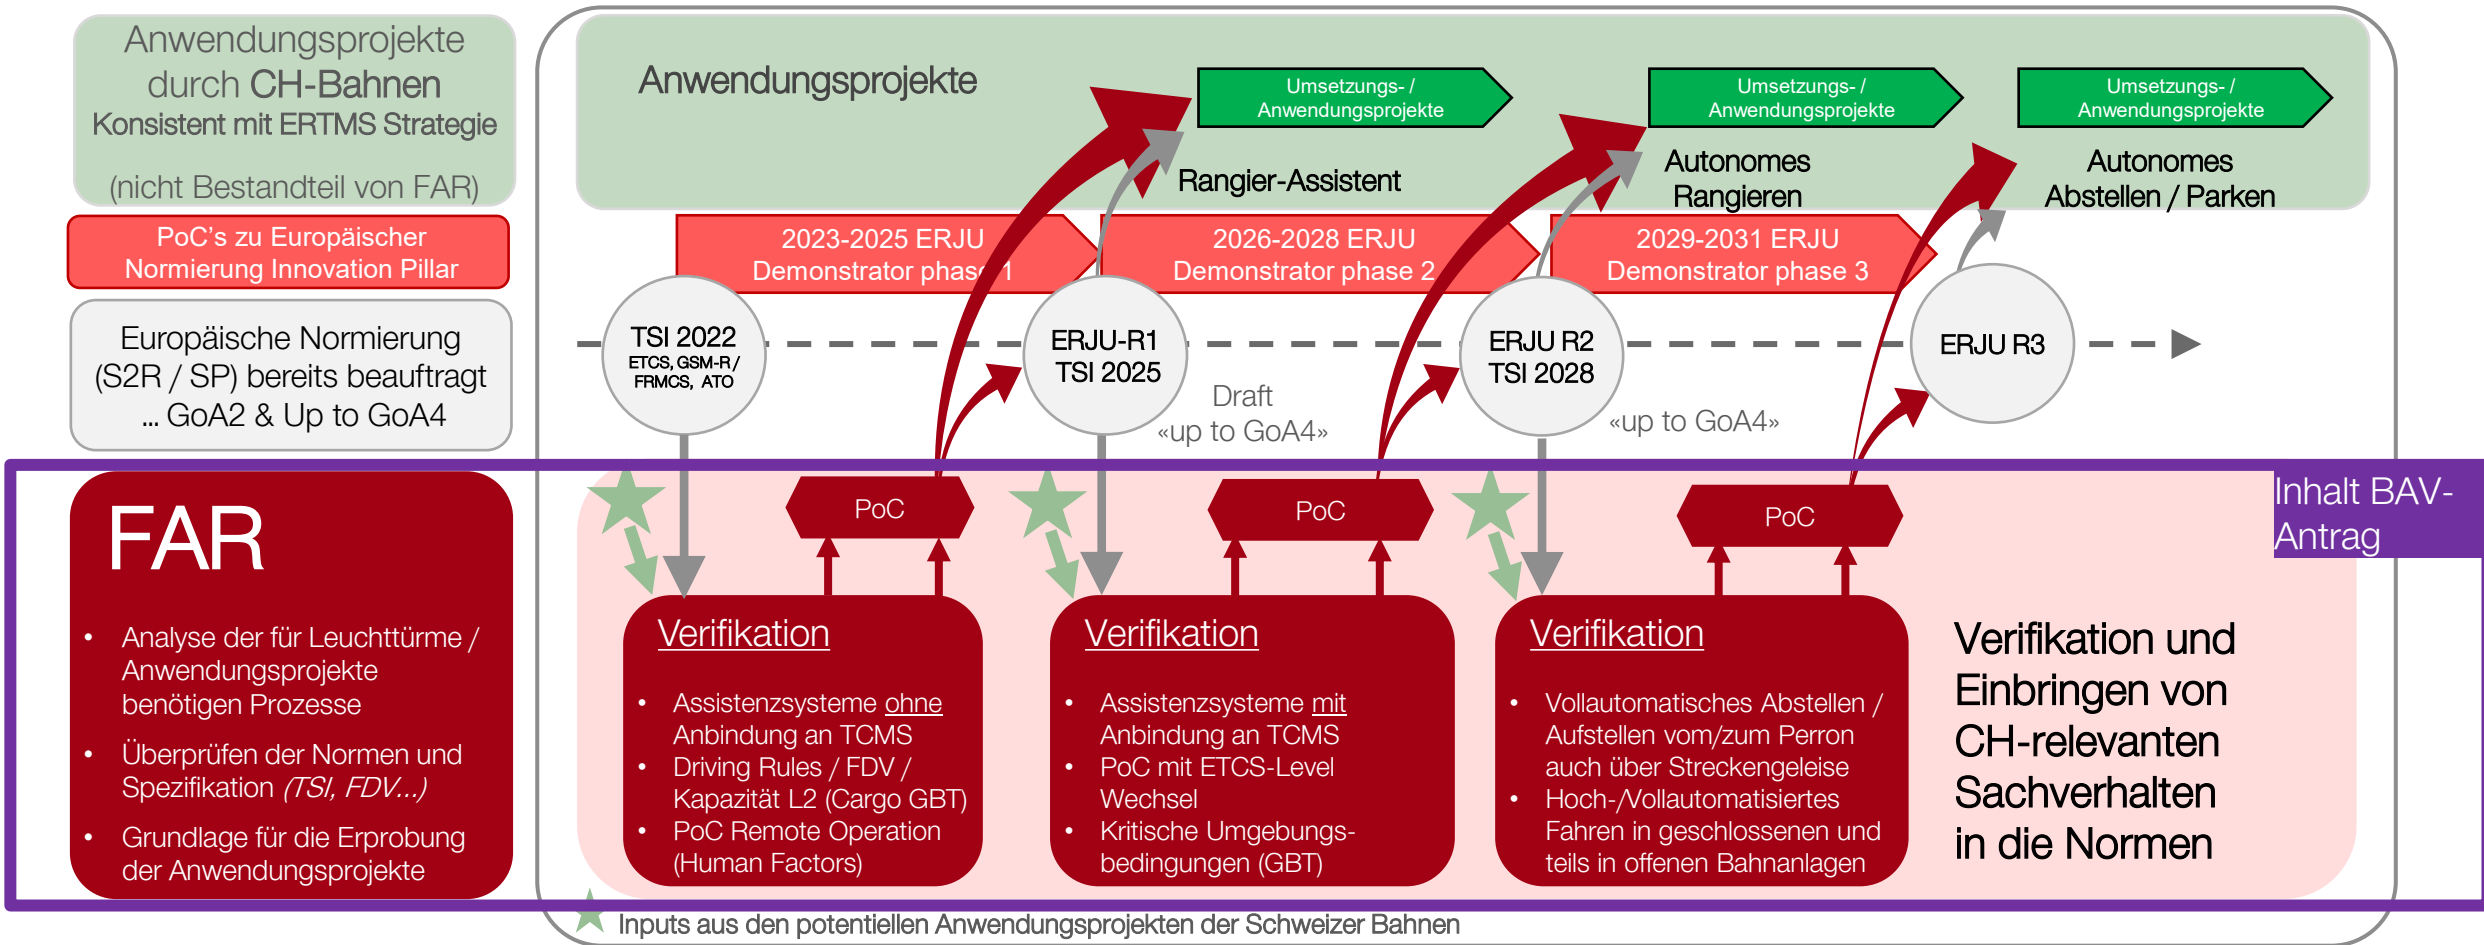 Anwendungsprojekte
durch CH-Bahnen
Konsistent mit ERTMS Strategie
(nicht Bestandteil von FAR)
PoC's zu Europäischer
Normierung Innovation Pillar
Europäische Normierung
(S2R / SP) bereits beauftragt
... GoA2 & Up to GoA4
FAR
• Analyse der für Leuchttürme /
Anwendungsprojekte
benötigen Prozesse
• Überprüfen der Normen und
Spezifikation (TSI, FDV...)
• Grundlage für die Erprobung
der Anwendungsprojekte
Anwendungsprojekte
Umsetzungs- /
Anwendungsprojekte
Rangier-Assistent
Umsetzungs- /
Anwendungsprojekte
Autonomes
Rangieren
Umsetzungs- /
Anwendungsprojekte
Autonomes
Abstellen / Parken
2023-2025 ERJU
Demonstrator phase 1
2026-2028 ERJU
Demonstrator phase 2
2029-2031 ERJU
Demonstrator phase 3
TSI 2022
ETCS, GSM-R /
FRMCS, ATO
ERJU-R1
TSI 2025
Draft
«up to GoA4»
ERJU R2
TSI 2028
«up to GoA4»
ERJU R3
PoC
PoC
PoC
Inhalt BAV-
Antrag
Verifikation
• Assistenzsysteme ohne
Anbindung an TCMS
• Driving Rules / FDV /
Kapazität L2 (Cargo GBT)
• PoC Remote Operation
(Human Factors)
Verifikation
• Assistenzsysteme mit
Anbindung an TCMS
• PoC mit ETCS-Level
Wechsel
• Kritische Umgebungs-
bedingungen (GBT)
Verifikation
• Vollautomatisches Abstellen /
Aufstellen vom/zum Perron
auch über Streckengeleise
• Hoch-/Vollautomatisiertes
Fahren in geschlossenen und
teils in offenen Bahnanlagen
Verifikation und
Einbringen von
CH-relevanten
Sachverhalten
in die Normen
Inputs aus den potentiellen Anwendungsprojekten der Schweizer Bahnen